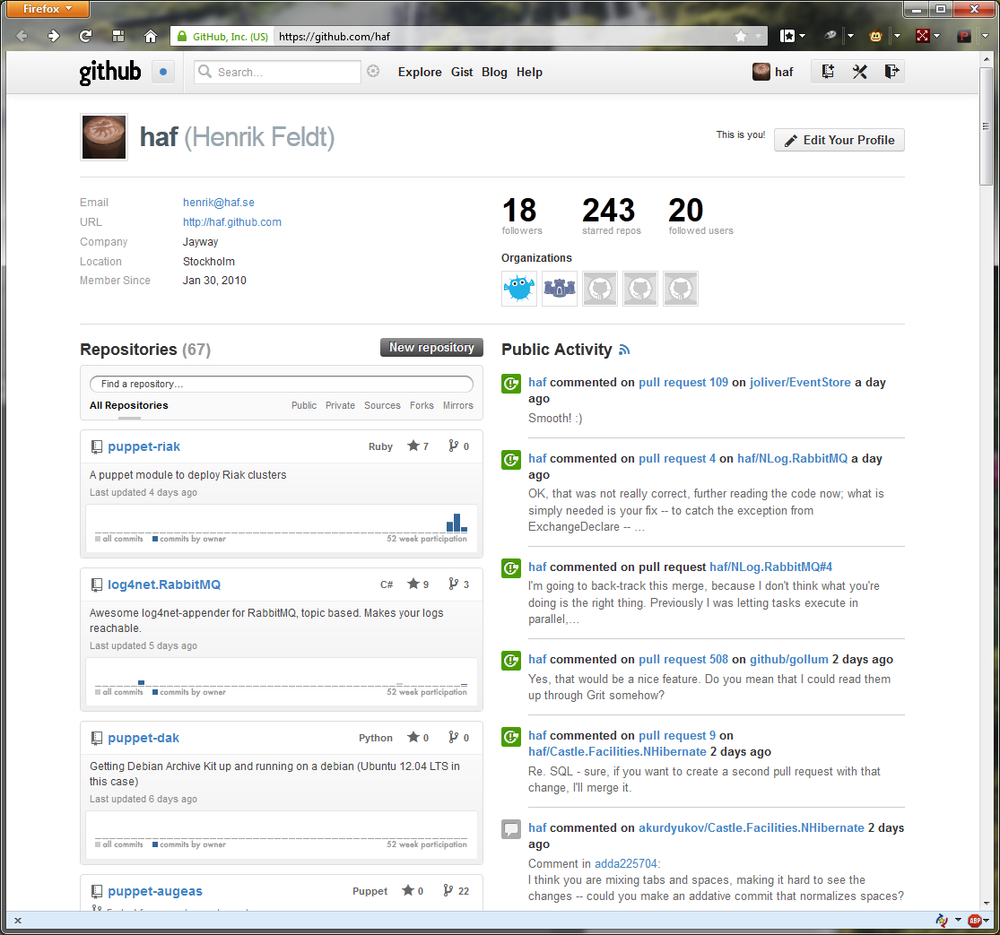 Firefox
GitHub, Inc. (US) https://github.com/haf
github Search... Explore Gist Blog Help haf
haf (Henrik Feldt) This is you! Edit Your Profile
Email henrik@haf.se
URL http://haf.github.com
Company Jayway
Location Stockholm
Member Since Jan 30, 2010
18 243 20
followers starred repos followed users
Organizations
Repositories (67) New repository
Find a repository...
All Repositories Public Private Sources Forks Mirrors
puppet-riak Ruby 7 0
A puppet module to deploy Riak clusters
Last updated 4 days ago
all commits commits by owner 52 week participation
log4net.RabbitMQ C# 9 3
Awesome log4net-appender for RabbitMQ, topic based. Makes your logs
reachable.
Last updated 5 days ago
all commits commits by owner 52 week participation
puppet-dak Python 0 0
Getting Debian Archive Kit up and running on a debian (Ubuntu 12.04 LTS in
this case)
Last updated 6 days ago
all commits commits by owner 52 week participation
puppet-augeas Puppet 0 22
Public Activity
haf commented on pull request 109 on joliver/EventStore a day
ago
Smooth! :)
haf commented on pull request 4 on haf/NLog.RabbitMQ a day
ago
OK, that was not really correct, further reading the code now; what is
simply needed is your fix -- to catch the exception from
ExchangeDeclare -- ...
haf commented on pull request haf/NLog.RabbitMQ#4
I'm going to back-track this merge, because I don't think what you're
doing is the right thing. Previously I was letting tasks execute in
parallel,...
haf commented on pull request 508 on github/gollum 2 days ago
Yes, that would be a nice feature. Do you mean that I could read them
up through Grit somehow?
haf commented on pull request 9 on
haf/Castle.Facilities.NHibernate 2 days ago
Re. SQL - sure, if you want to create a second pull request with that
change, I'll merge it.
haf commented on akurdyukov/Castle.Facilities.NHibernate 2 days
ago
Comment in adda225704:
I think you are mixing tabs and spaces, making it hard to see the
changes -- could you make an addative commit that normalizes spaces?
ABP